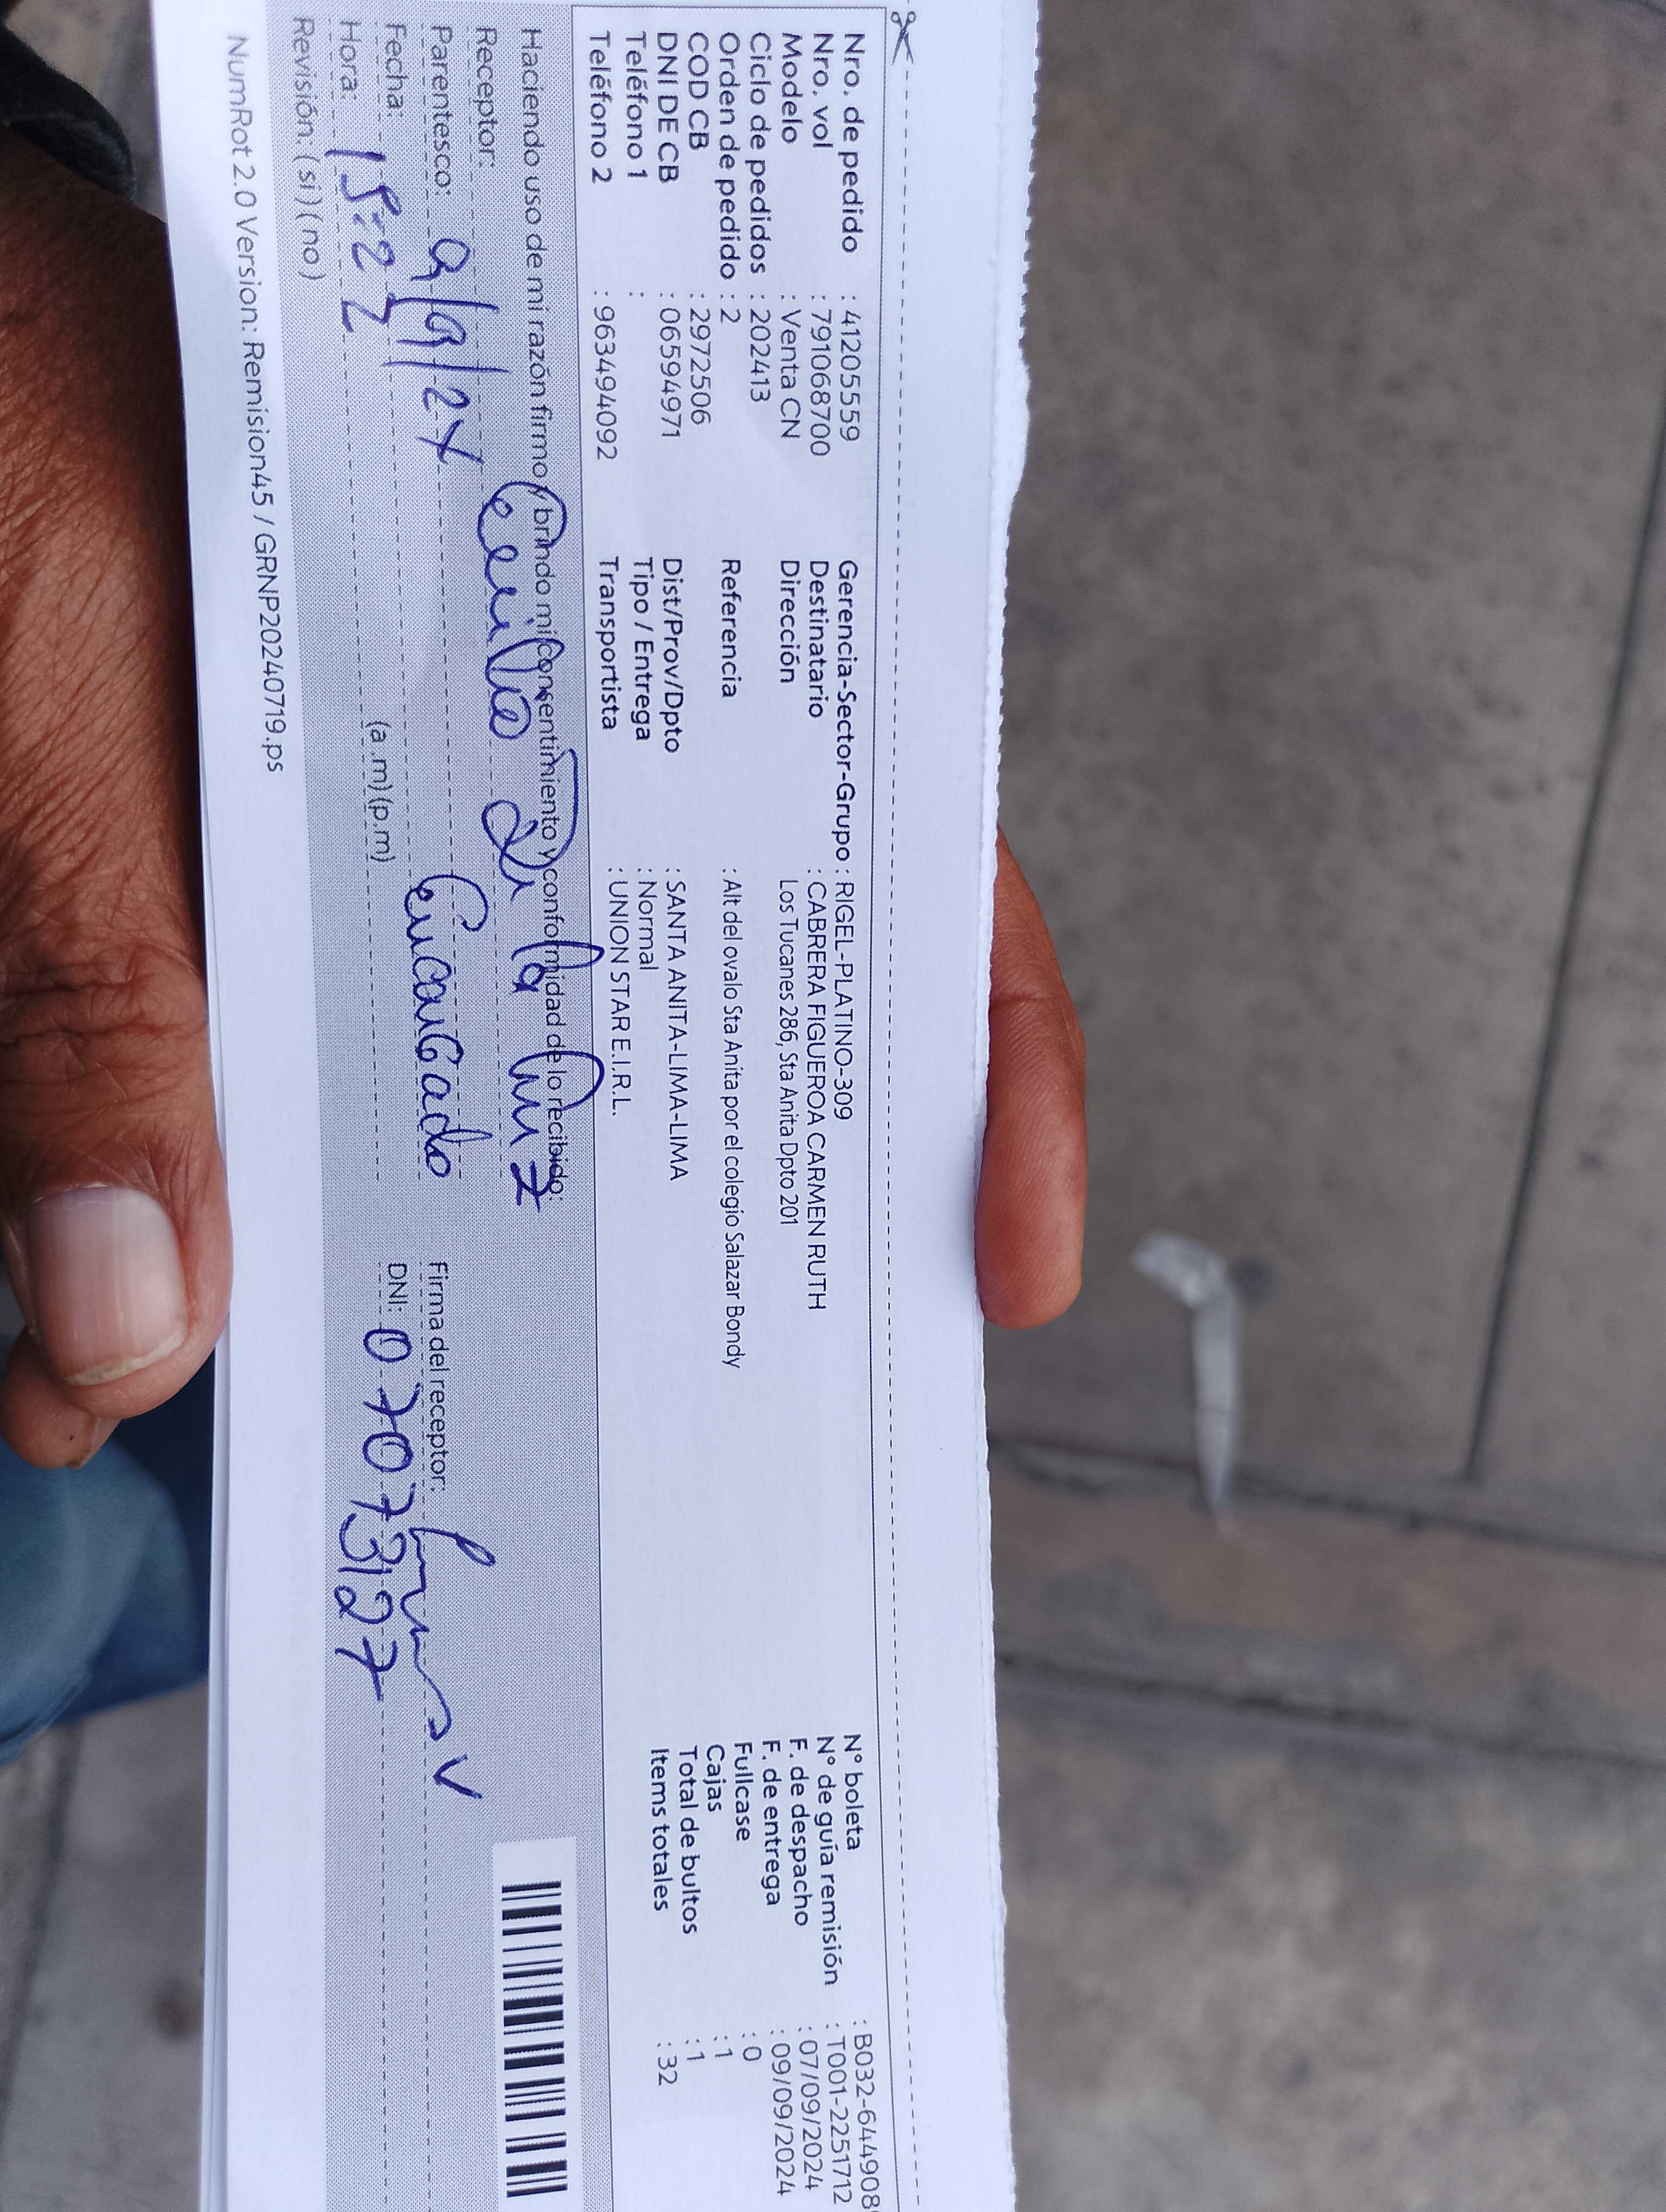 Nro. de pedido : 41205559 Gerencia-Sector-Grupo : RIGEL-PLATINO-309 N° boleta : B032-6449089
Nro. vol : 791068700 Destinatario : CABRERA FIGUEROA CARMEN RUTH N° de guía remisión : T001-2251712
Modelo : Venta CN Dirección Los Tucanes 286, Sta Anita Dpto 201 F. de despacho : 07/09/2024
Ciclo de pedidos : 202413 F. de entrega : 09/09/2024
Orden de pedido : 2 Referencia : Alt del ovalo Sta Anita por el colegio Salazar Bondy Fullcase : 0
COD CB : 2972506 Cajas : 1
DNI DE CB : 06594971 Dist/Prov/Dpto : SANTA ANITA-LIMA-LIMA Total de bultos : 1
Teléfono 1 : Tipo / Entrega : Normal Items totales : 32
Teléfono 2 : 963494092 Transportista : UNION STAR E.I.R.L.
Haciendo uso de mi razón firmo y brindo mi consentimiento y conformidad de lo recibido:
Receptor: Cecilia De la Cruz
Parentesco: Encargado Firma del receptor:
Fecha: 9/9/24 DNI: 07073127
Hora: 15:22 (a.m) (p.m)
Revisión: (si) (no)
NumRot 2.0 Version: Remision45 / GRNP20240719.ps